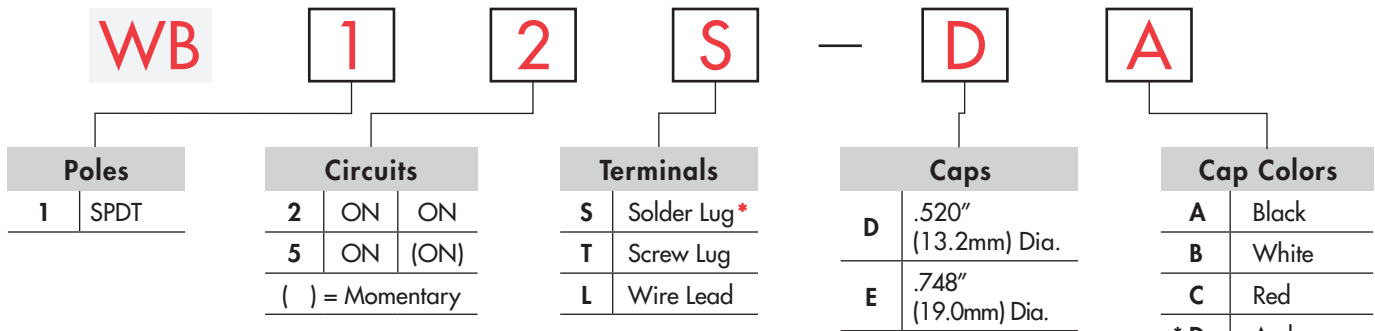 WB 1 2 S — D A
Poles Circuits Terminals Caps Cap Colors
1 SPDT
2 ON ON
5 ON (ON)
( ) = Momentary
S Solder Lug*
T Screw Lug
L Wire Lead
D .520"
(13.2mm) Dia.
E .748"
(19.0mm) Dia.
A Black
B White
C Red